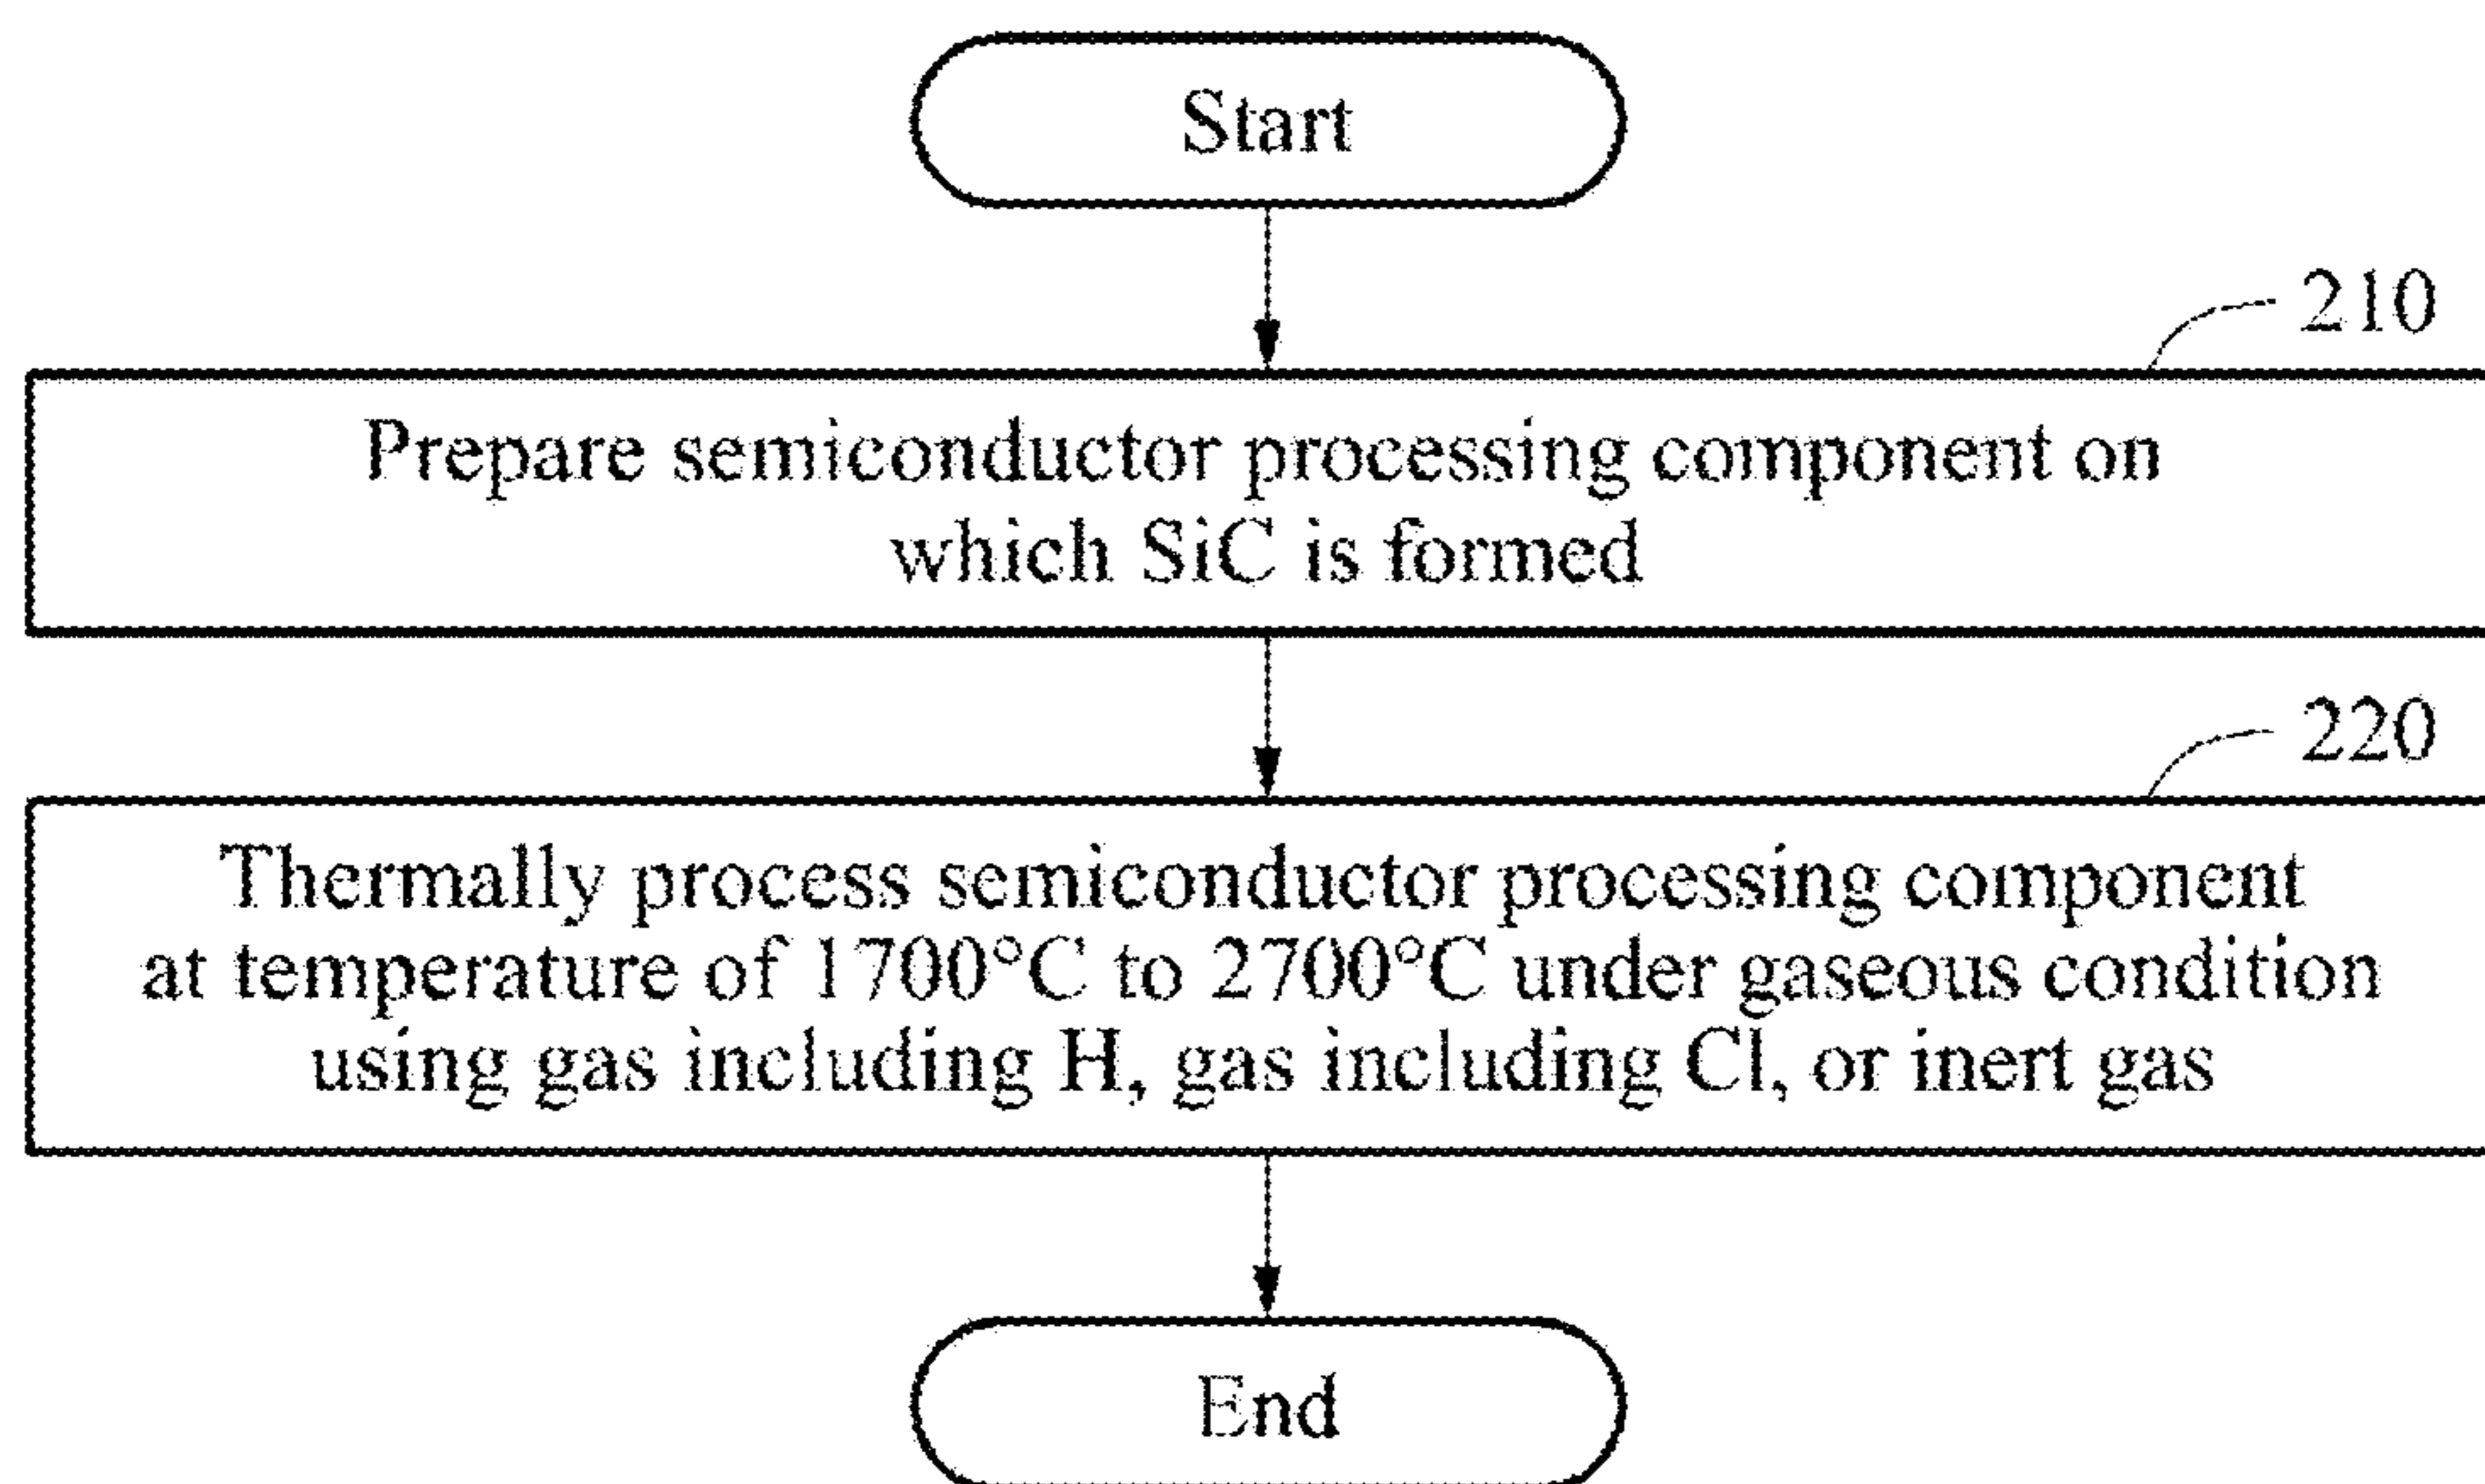 Start
210
Prepare semiconductor processing component on
which SiC is formed
220
Thermally process semiconductor processing component
at temperature of 1700°C to 2700°C under gaseous condition
using gas including H, gas including Cl, or inert gas
End